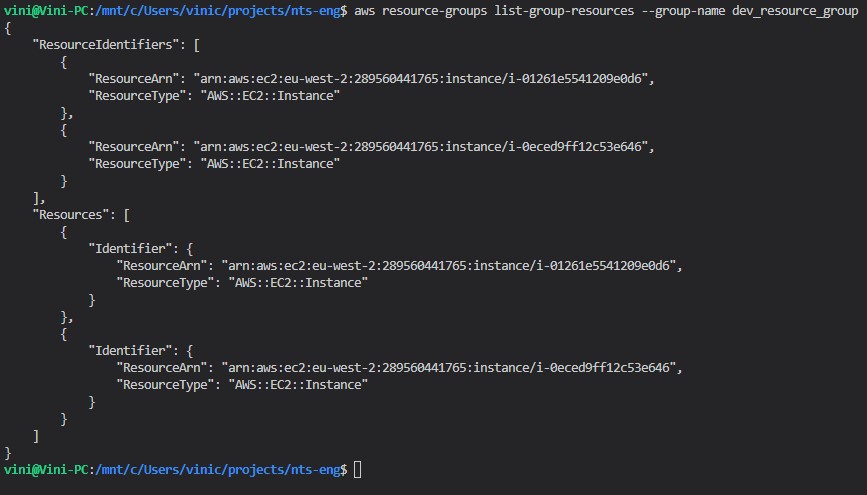 vini@Vini-PC:/mnt/c/Users/vinic/projects/nts-eng$ aws resource-groups list-group-resources --group-name dev_resource_group
{
    "ResourceIdentifiers": [
        {
            "ResourceArn": "arn:aws:ec2:eu-west-2:289560441765:instance/i-01261e5541209e0d6",
            "ResourceType": "AWS::EC2::Instance"
        },
        {
            "ResourceArn": "arn:aws:ec2:eu-west-2:289560441765:instance/i-0eced9ff12c53e646",
            "ResourceType": "AWS::EC2::Instance"
        }
    ],
    "Resources": [
        {
            "Identifier": {
                "ResourceArn": "arn:aws:ec2:eu-west-2:289560441765:instance/i-01261e5541209e0d6",
                "ResourceType": "AWS::EC2::Instance"
            }
        },
        {
            "Identifier": {
                "ResourceArn": "arn:aws:ec2:eu-west-2:289560441765:instance/i-0eced9ff12c53e646",
                "ResourceType": "AWS::EC2::Instance"
            }
        }
    ]
}
vini@Vini-PC:/mnt/c/Users/vinic/projects/nts-eng$